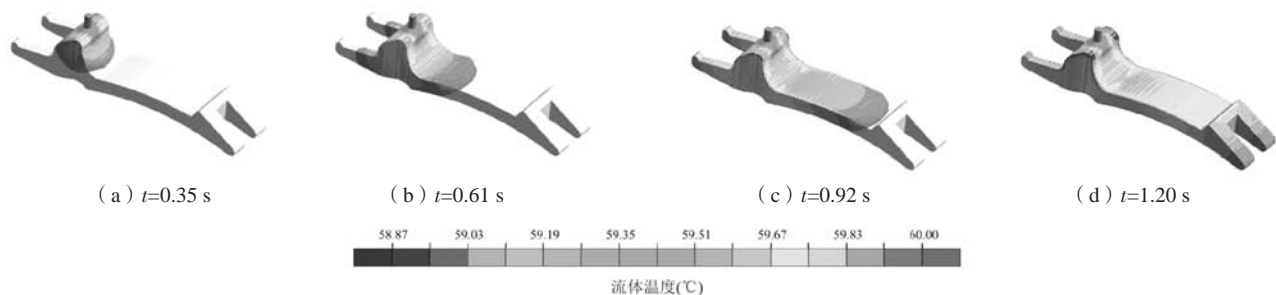 （a）t=0.35 s
（b）t=0.61 s
（c）t=0.92 s
（d）t=1.20 s
58.87 59.03 59.19 59.35 59.51 59.67 59.83 60.00
流体温度(℃)